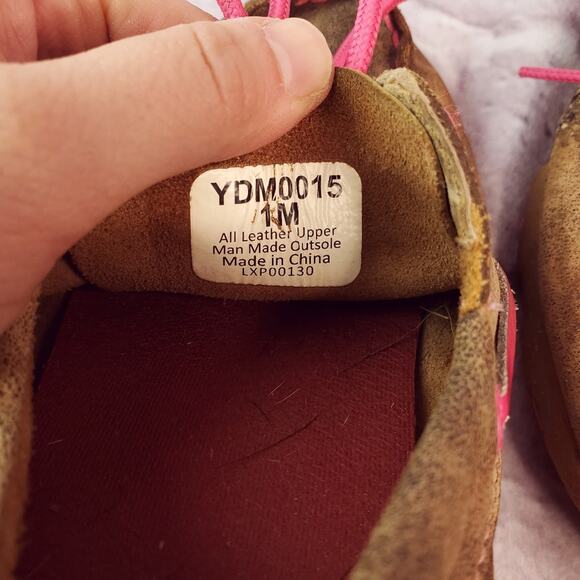 YDM0015
1M
All Leather Upper
Man Made Outsole
Made in China
LXP00130